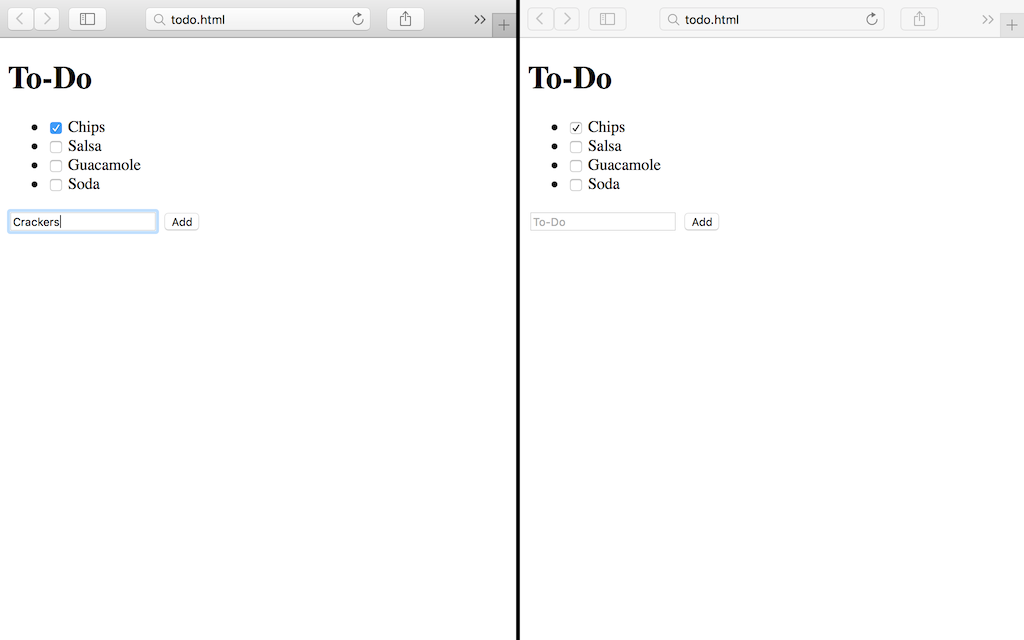 todo.html
To-Do
Chips
Salsa
Guacamole
Soda
Crackers
Add
todo.html
To-Do
Chips
Salsa
Guacamole
Soda
To-Do
Add